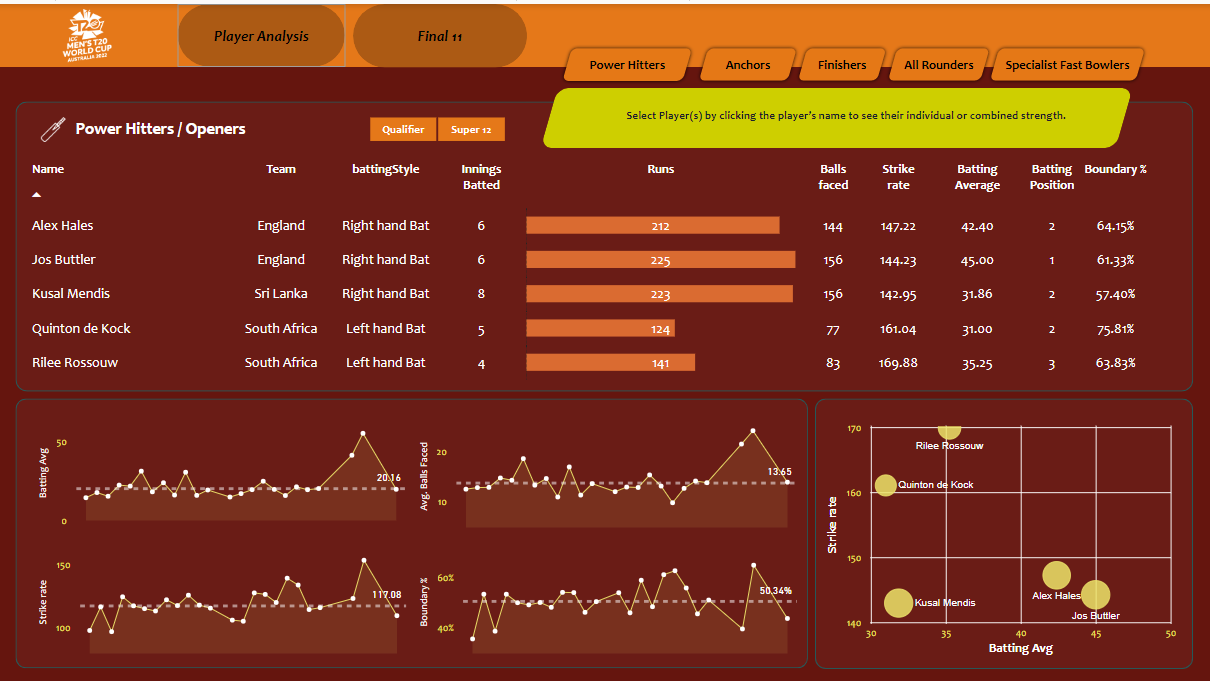 ICC
MEN'S T20
WORLD CUP
AUSTRALIA 2022
Player Analysis
Final 11
Power Hitters
Anchors
Finishers
All Rounders
Specialist Fast Bowlers
Select Player(s) by clicking the player's name to see their individual or combined strength.
Power Hitters / Openers
Qualifier
Super 12
Name Team battingStyle Innings Batted Runs Balls faced Strike rate Batting Average Batting Position Boundary %
Alex Hales England Right hand Bat 6 212 144 147.22 42.40 2 64.15%
Jos Buttler England Right hand Bat 6 225 156 144.23 45.00 1 61.33%
Kusal Mendis Sri Lanka Right hand Bat 8 223 156 142.95 31.86 2 57.40%
Quinton de Kock South Africa Left hand Bat 5 124 77 161.04 31.00 2 75.81%
Rilee Rossouw South Africa Left hand Bat 4 141 83 169.88 35.25 3 63.83%
Batting Avg
50
0
20.16
Avg. Balls Faced
20
10
13.65
Strike rate
150
100
117.08
Boundary %
60%
40%
50.34%
Strike rate
170
160
150
140
Rilee Rossouw
Quinton de Kock
Alex Hales
Kusal Mendis
Jos Buttler
30 35 40 45 50
Batting Avg